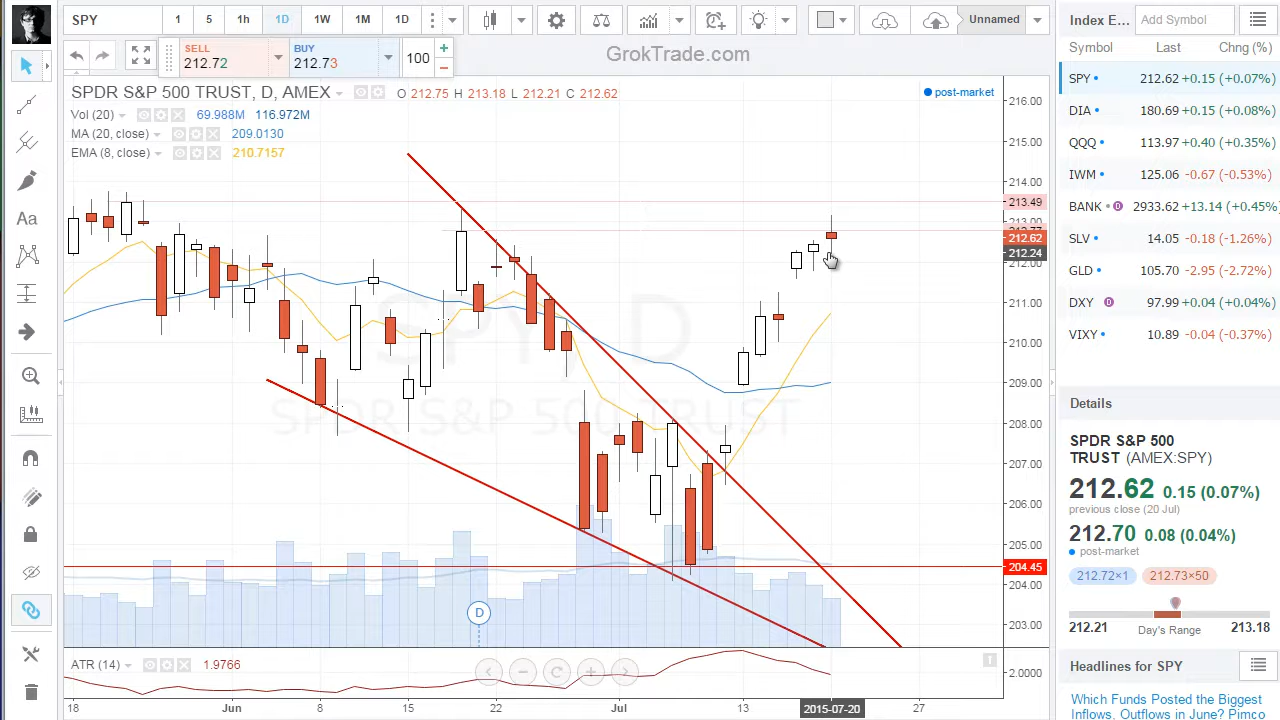 SPY 1 5 1h 1D 1W 1M 1D Unnamed
SELL
212.72
BUY
212.73
100
GrokTrade.com
SPDR S&P 500 TRUST, D, AMEX O 212.75 H 213.18 L 212.21 C 212.62
post-market
Vol (20) 69.988M 116.972M
MA (20, close) 209.0130
EMA (8, close) 210.7157
Aa
SPY, D
SPDR S&P 500 TRUST
216.00
215.00
214.00
213.49
213.00
212.62
212.24
212.00
211.00
210.00
209.00
208.00
207.00
206.00
205.00
204.45
204.00
203.00
D
ATR (14) 1.9766
2.0000
18 Jun 8 15 22 Jul 13 2015-07-20 27
Index E... Add Symbol
Symbol Last Chng (%)
SPY 212.62 +0.15 (+0.07%)
DIA 180.69 +0.15 (+0.08%)
QQQ 113.97 +0.40 (+0.35%)
IWM 125.06 -0.67 (-0.53%)
BANK D 2933.62 +13.14 (+0.45%
SLV 14.05 -0.18 (-1.26%)
GLD 105.70 -2.95 (-2.72%)
DXY D 97.99 +0.04 (+0.04%)
VIXY 10.89 -0.04 (-0.37%)
Details
SPDR S&P 500
TRUST (AMEX:SPY)
212.62 0.15 (0.07%)
previous close (20 Jul)
212.70 0.08 (0.04%)
post-market
212.72×1 212.73×50
212.21 Day's Range 213.18
Headlines for SPY
Which Funds Posted the Biggest
Inflows, Outflows in June? Pimco